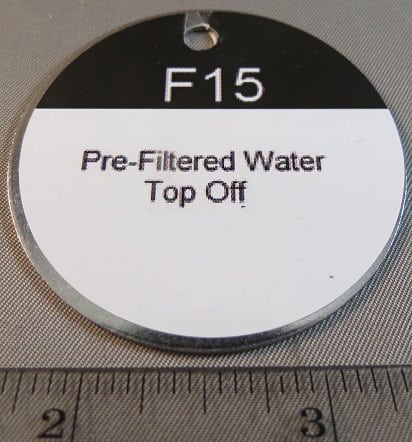 F15
Pre-Filtered Water
Top Off
2 3